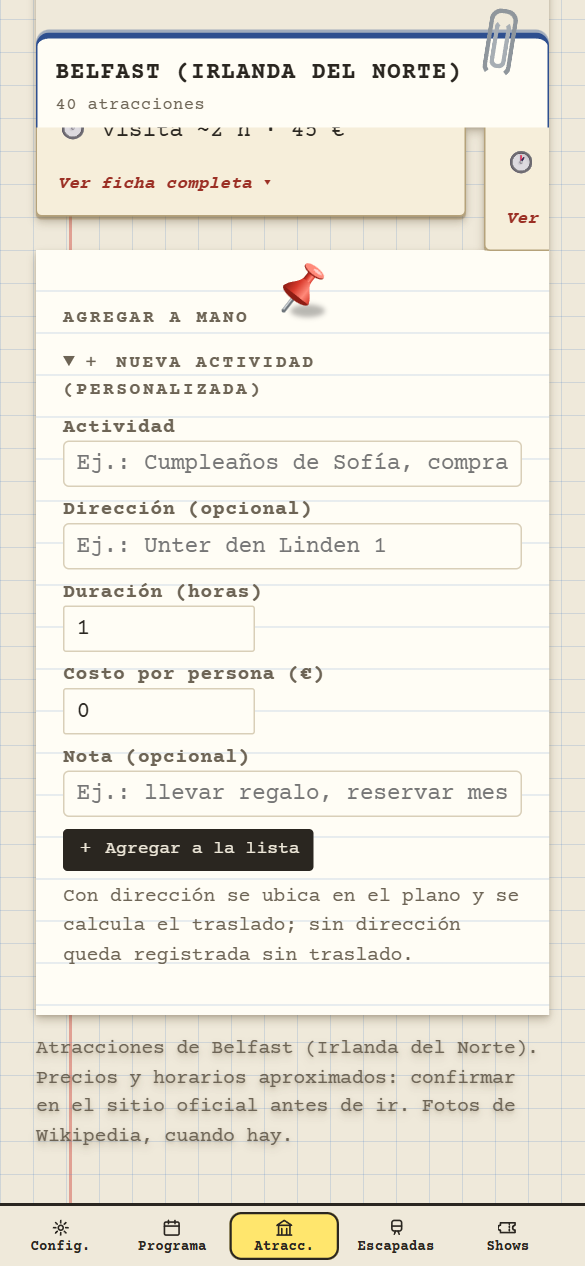 BELFAST (IRLANDA DEL NORTE)
40 atracciones
visita ~2 h · 45 €
Ver ficha completa ▾
Ver
AGREGAR A MANO
▼ + NUEVA ACTIVIDAD
(PERSONALIZADA)
Actividad
Ej.: Cumpleaños de Sofía, compra
Dirección (opcional)
Ej.: Unter den Linden 1
Duración (horas)
1
Costo por persona (€)
0
Nota (opcional)
Ej.: llevar regalo, reservar mes
+ Agregar a la lista
Con dirección se ubica en el plano y se
calcula el traslado; sin dirección
queda registrada sin traslado.
Atracciones de Belfast (Irlanda del Norte).
Precios y horarios aproximados: confirmar
en el sitio oficial antes de ir. Fotos de
Wikipedia, cuando hay.
Config. Programa Atracc. Escapadas Shows